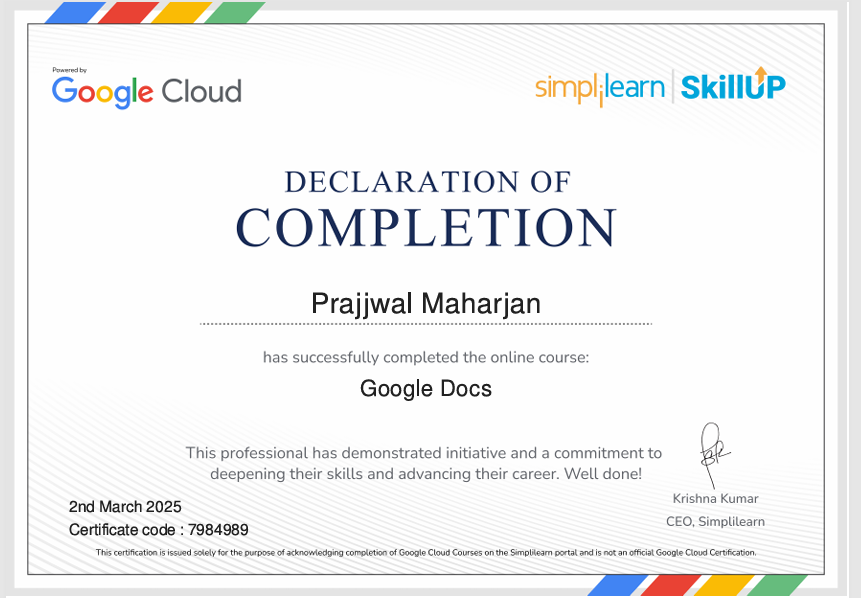 Powered by
Google Cloud
simplilearn | SkillUP
DECLARATION OF
COMPLETION
Prajjwal Maharjan
has successfully completed the online course:
Google Docs
This professional has demonstrated initiative and a commitment to
deepening their skills and advancing their career. Well done!
2nd March 2025
Certificate code : 7984989
Krishna Kumar
CEO, Simplilearn
This certification is issued solely for the purpose of acknowledging completion of Google Cloud Courses on the Simplilearn portal and is not an official Google Cloud Certification.